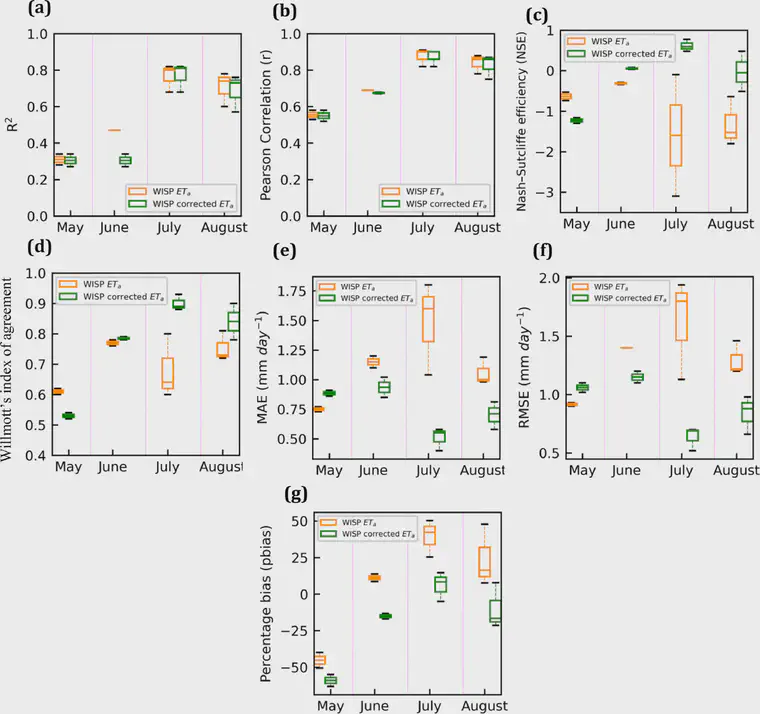 (a)
R²
1.0
0.8
0.6
0.4
0.2
0.0
WISP ETa
WISP corrected ETa
May June July August
(b)
Pearson Correlation (r)
1.0
0.8
0.6
0.4
0.2
0.0
WISP ETa
WISP corrected ETa
May June July August
(c)
Nash-Sutcliffe efficiency (NSE)
1
0
−1
−2
−3
WISP ETa
WISP corrected ETa
May June July August
(d)
Willmott's index of agreement
1.0
0.9
0.8
0.7
0.6
0.5
0.4
WISP ETa
WISP corrected ETa
May June July August
(e)
MAE (mm day⁻¹)
1.75
1.50
1.25
1.00
0.75
0.50
WISP ETa
WISP corrected ETa
May June July August
(f)
RMSE (mm day⁻¹)
2.0
1.5
1.0
0.5
WISP ETa
WISP corrected ETa
May June July August
(g)
Percentage bias (pbias)
50
25
0
−25
−50
WISP ETa
WISP corrected ETa
May June July August